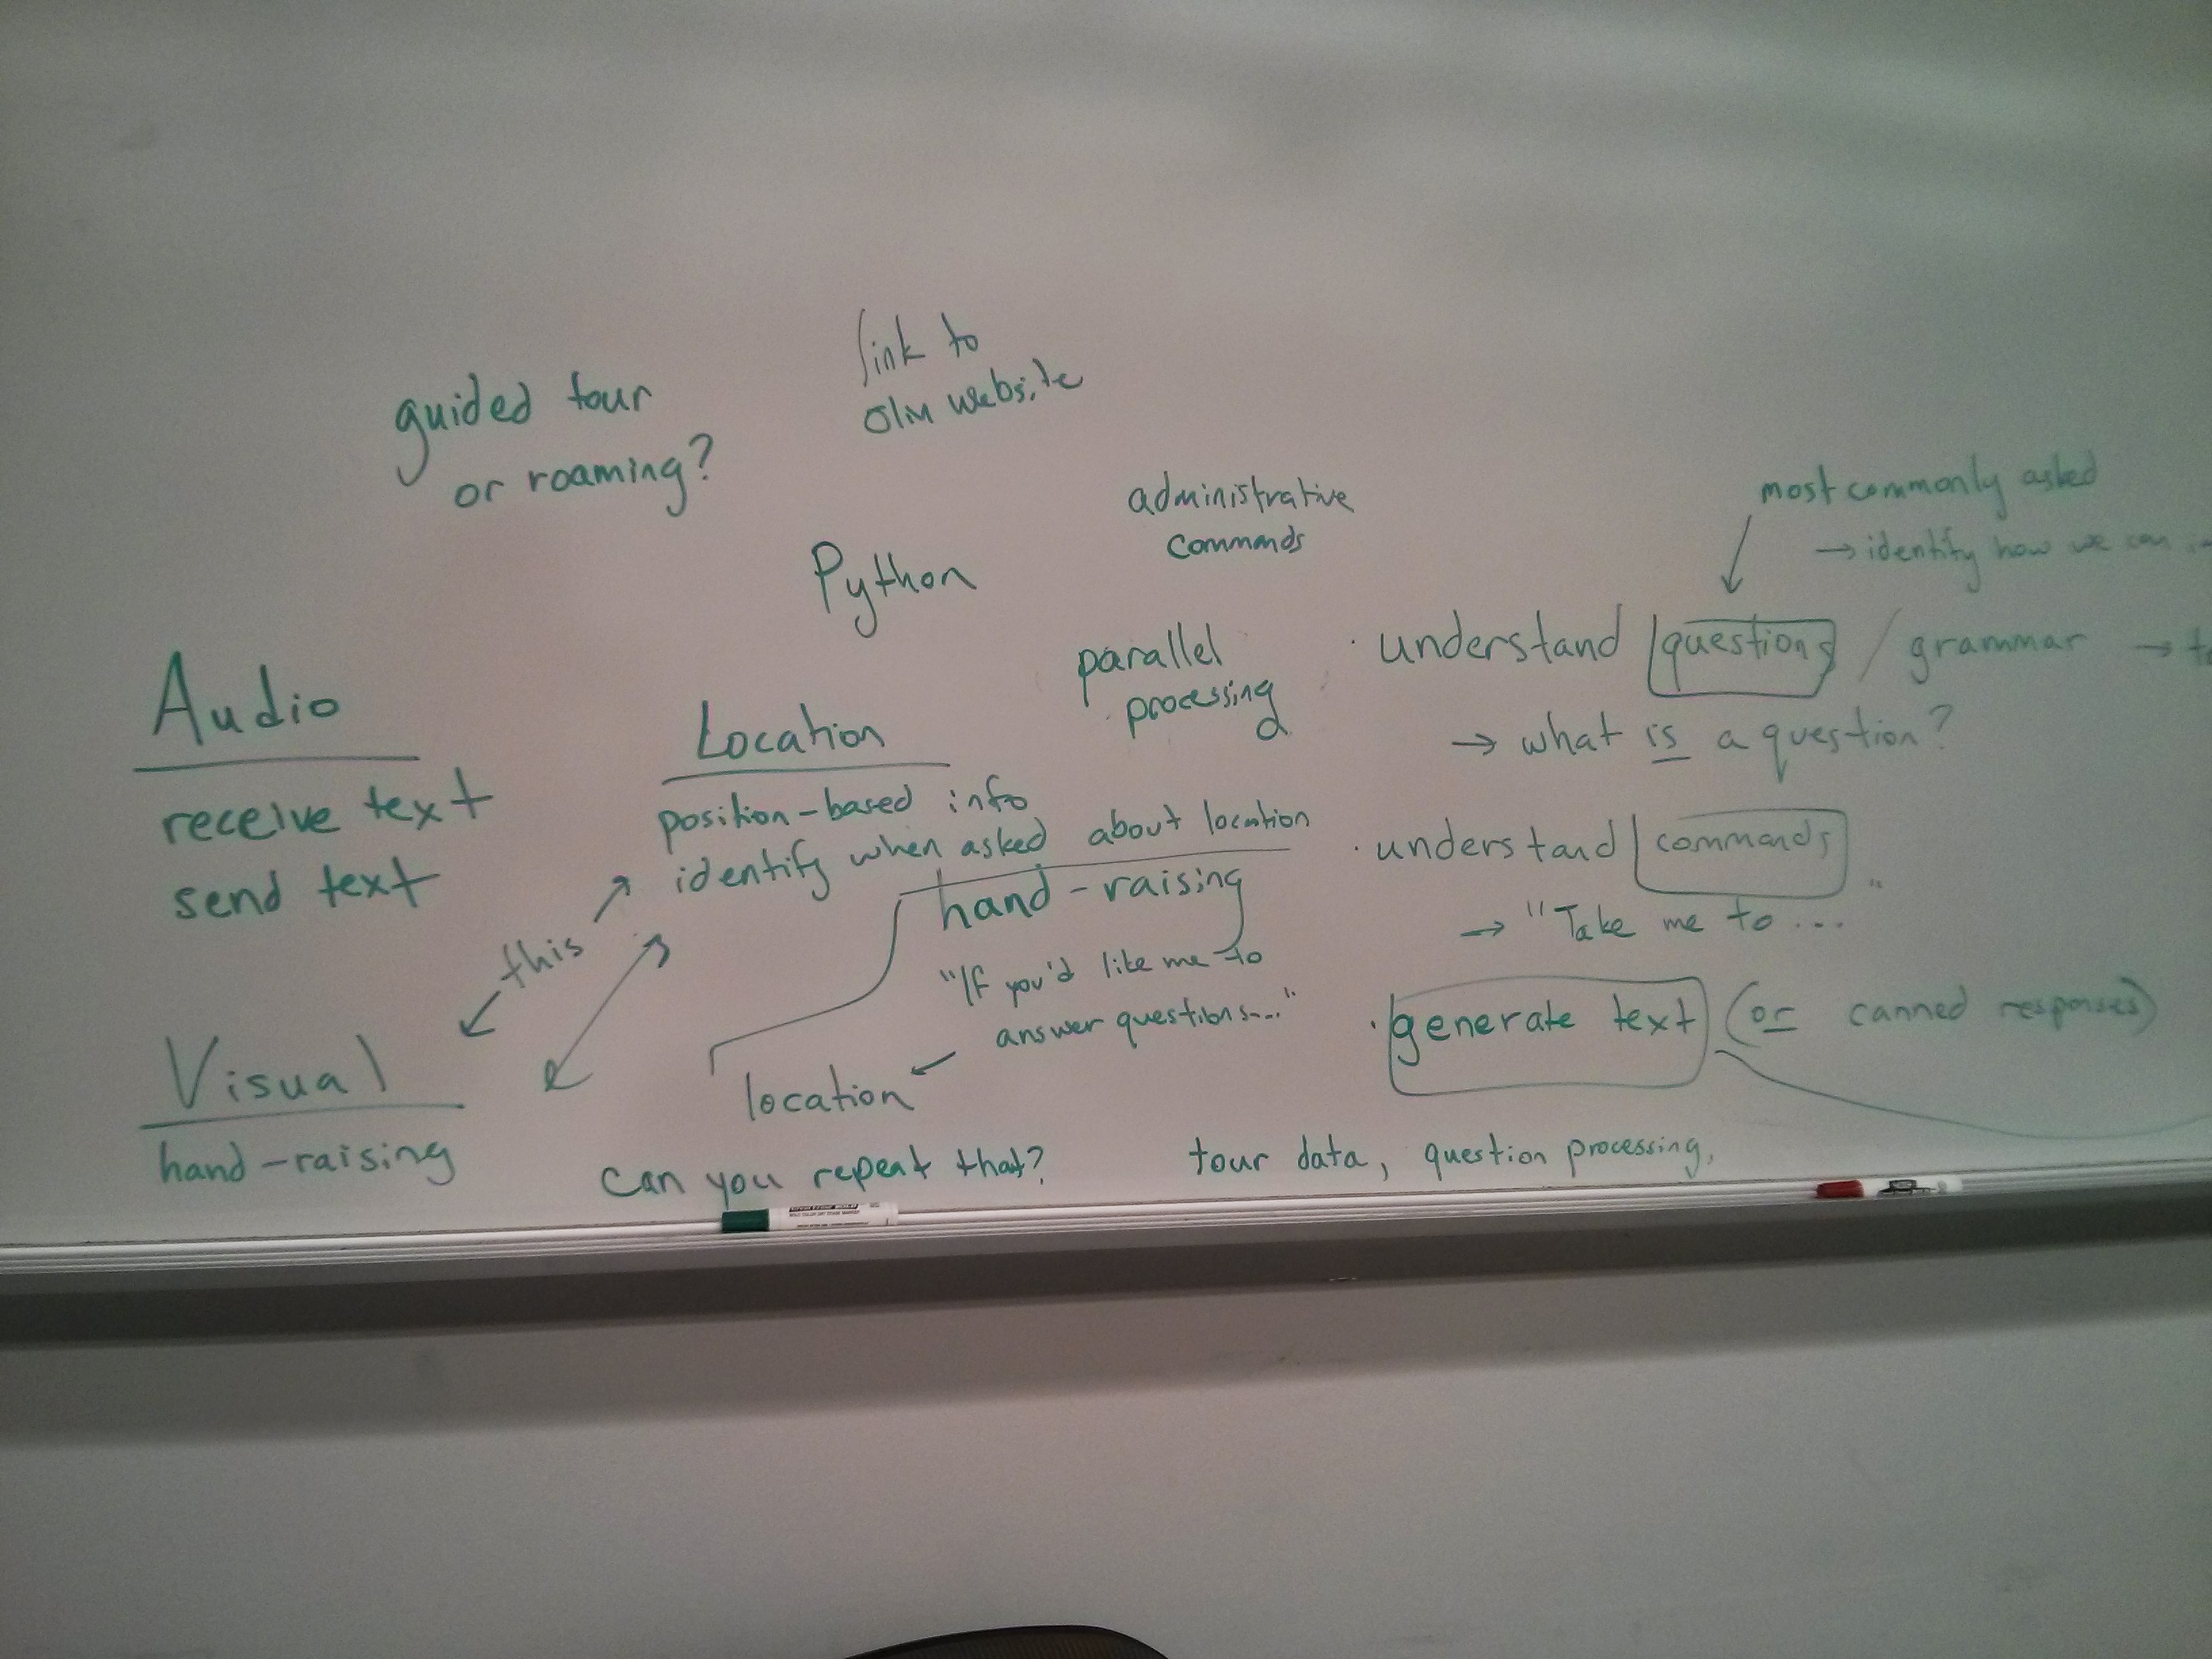 guided tour
or roaming?
link to
Olin website
administrative
commands
Python
parallel
processing
most commonly asked
→ identify how we can
· understand questions / grammar →
→ what is a question?
· understand commands
→ "Take me to ...."
· generate text (or canned responses)
Audio
receive text
send text
Location
position-based info
identify when asked about location
this
hand-raising
"If you'd like me to
answer questions...."
location
Visual
hand-raising
can you repeat that?
tour data, question processing,